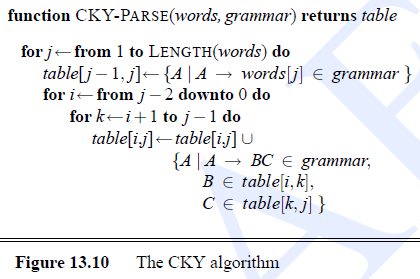 function CKY-PARSE(words, grammar) returns table
for j←from 1 to LENGTH(words) do
table[j−1, j]←{A | A → words[j] ∈ grammar }
for i←from j−2 downto 0 do
for k←i+1 to j−1 do
table[i,j]←table[i,j] ∪
{A | A → BC ∈ grammar,
B ∈ table[i,k],
C ∈ table[k, j] }
Figure 13.10 The CKY algorithm